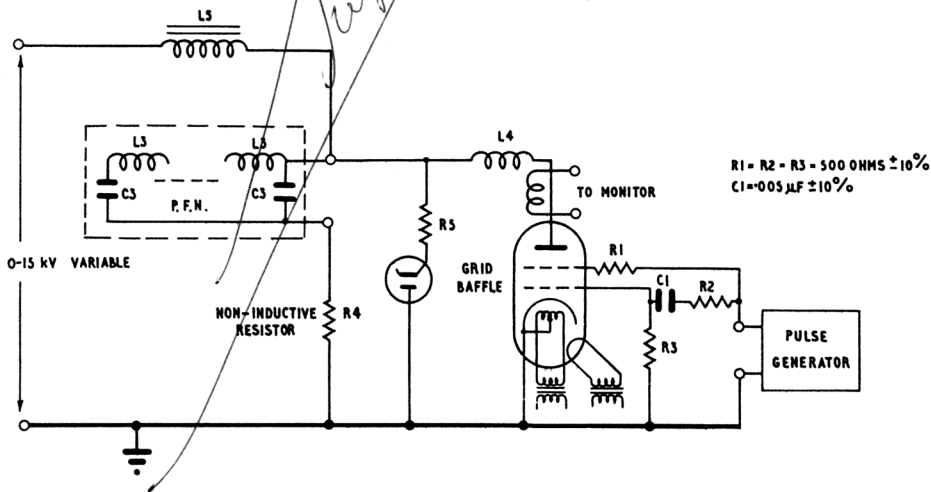 L5
L3
L3
C3
C3
P.F.N.
0-15 kV VARIABLE
NON-INDUCTIVE
RESISTOR
R4
R5
L4
TO MONITOR
GRID
BAFFLE
R1
C1
R2
R3
PULSE
GENERATOR
R1 = R2 = R3 = 500 OHMS ±10%
C1 = ·005 µF ±10%